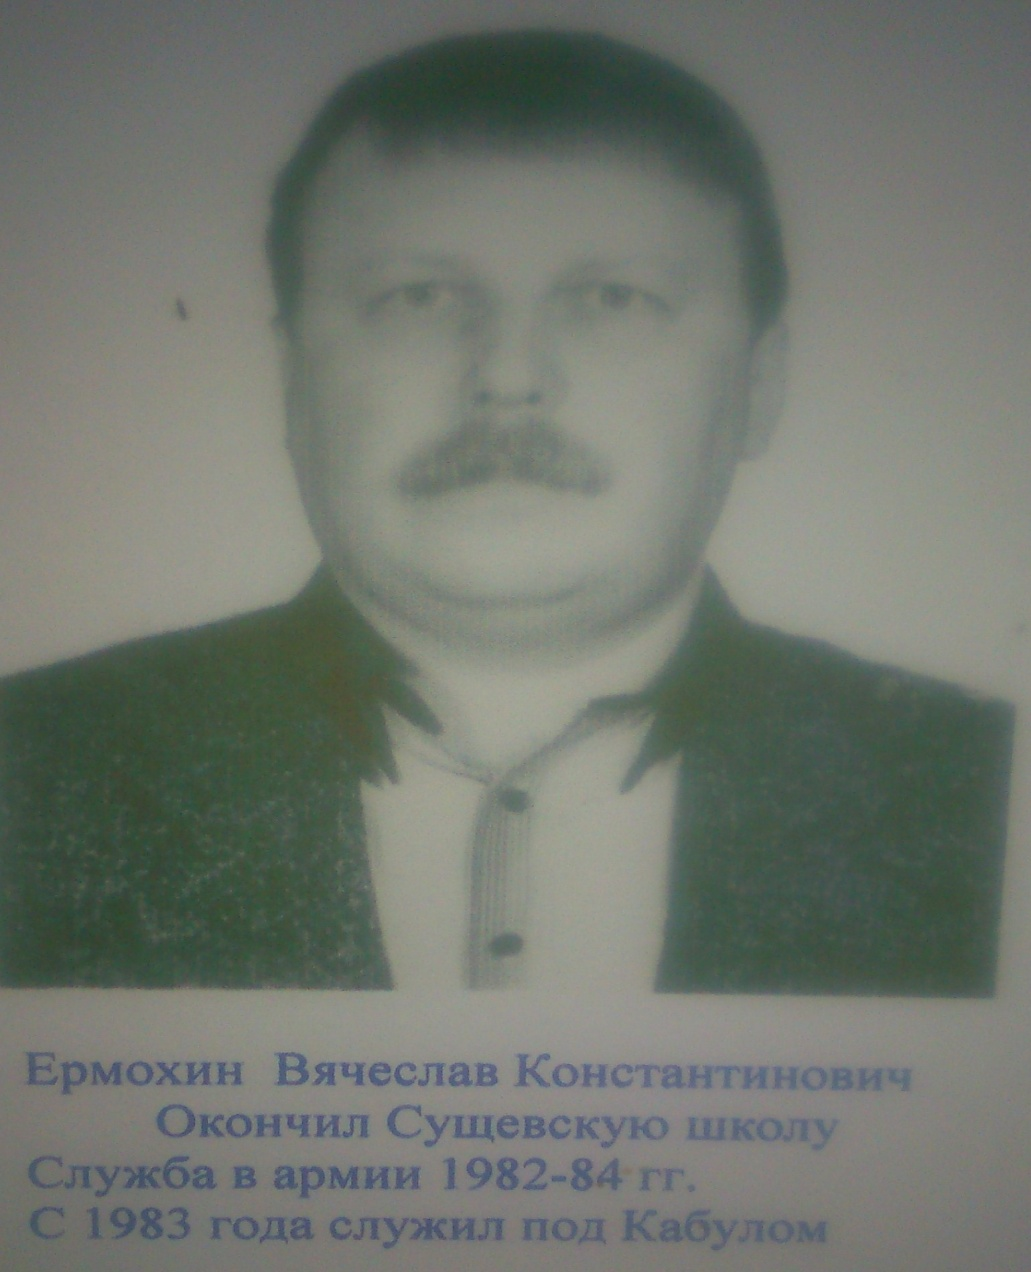 Ермохин Вячеслав Константинович
Окончил Сущевскую школу
Служба в армии 1982-84 гг.
С 1983 года служил под Кабулом